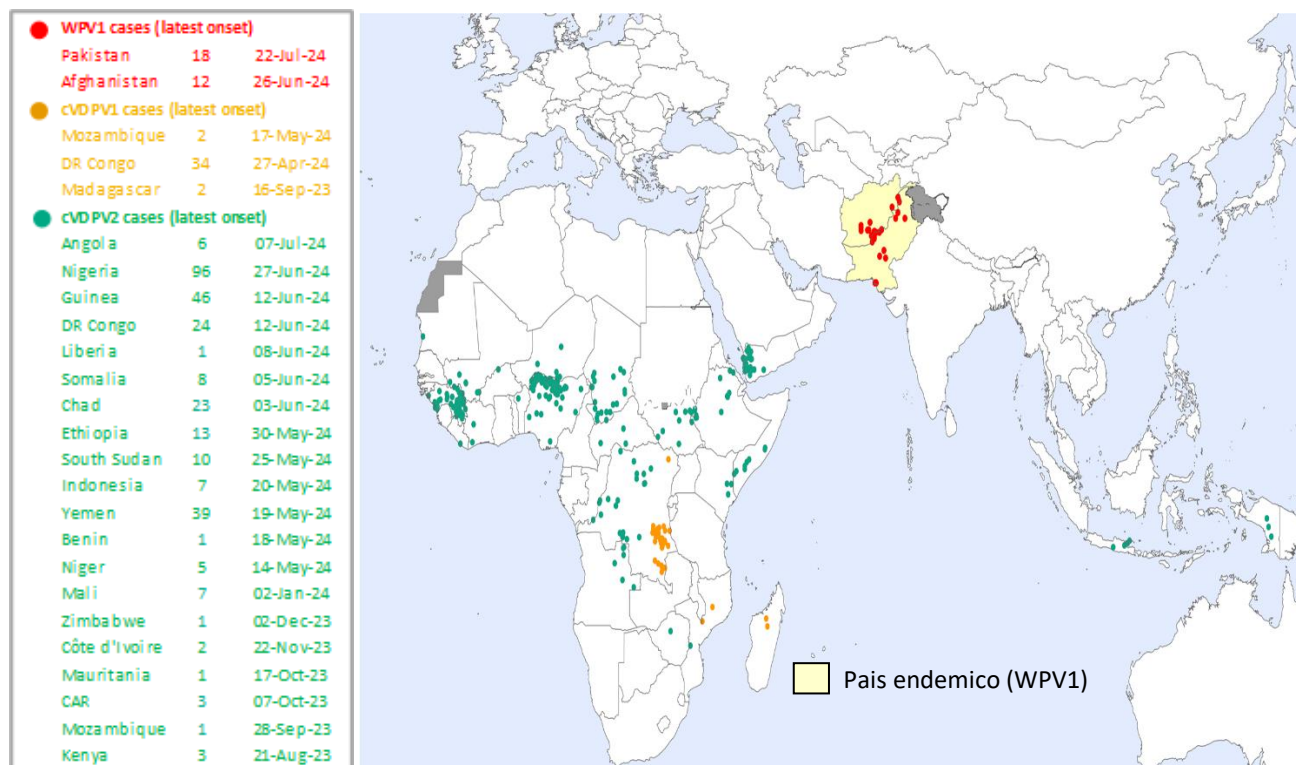 WPV1 cases (latest onset)
Pakistan 18 22-Jul-24
Afghanistan 12 26-Jun-24
cVDPV1 cases (latest onset)
Mozambique 2 17-May-24
DR Congo 34 27-Apr-24
Madagascar 2 16-Sep-23
cVDPV2 cases (latest onset)
Angola 6 07-Jul-24
Nigeria 96 27-Jun-24
Guinea 46 12-Jun-24
DR Congo 24 12-Jun-24
Liberia 1 08-Jun-24
Somalia 8 05-Jun-24
Chad 23 03-Jun-24
Ethiopia 13 30-May-24
South Sudan 10 25-May-24
Indonesia 7 20-May-24
Yemen 39 19-May-24
Benin 1 18-May-24
Niger 5 14-May-24
Mali 7 02-Jan-24
Zimbabwe 1 02-Dec-23
Côte d'Ivoire 2 22-Nov-23
Mauritania 1 17-Oct-23
CAR 3 07-Oct-23
Mozambique 1 28-Sep-23
Kenya 3 21-Aug-23
Pais endemico (WPV1)